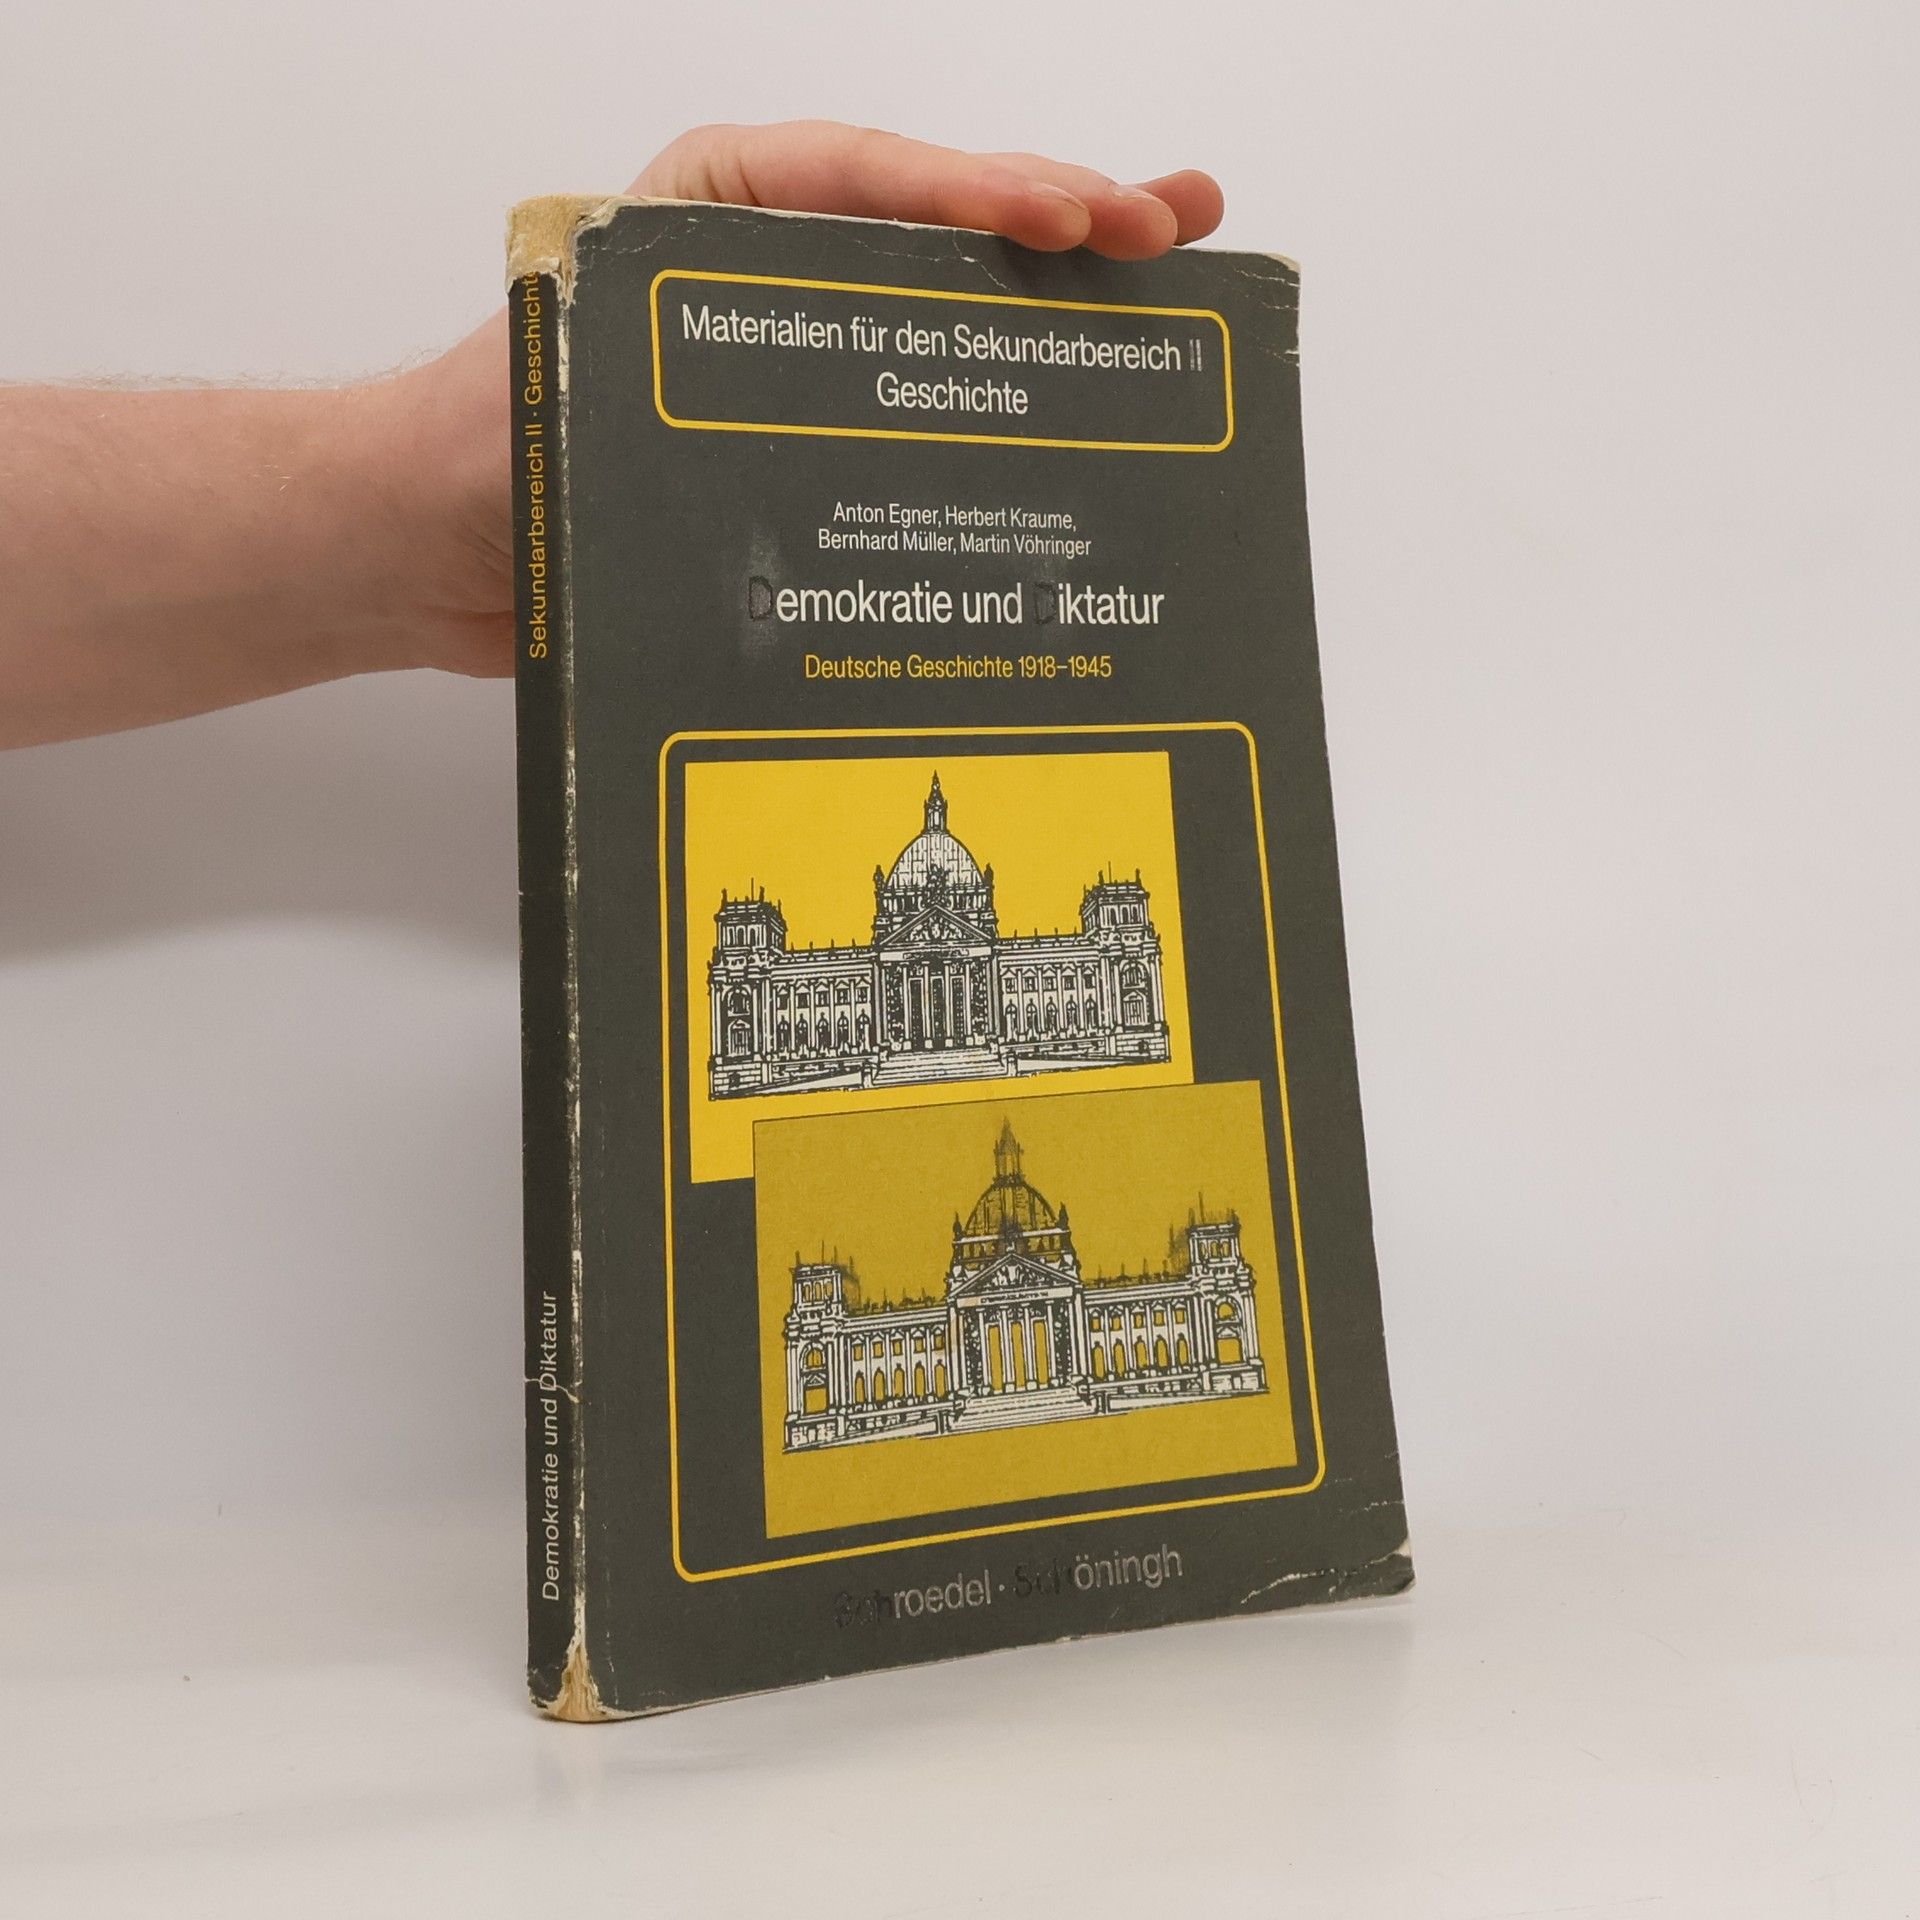 Materialien für den Sekundarbereich II
Geschichte
Anton Egner, Herbert Kraume,
Bernhard Müller, Martin Vöhringer
Demokratie und Diktatur
Deutsche Geschichte 1918–1945
Schroedel · Schöningh
Demokratie und Diktatur
Sekundarbereich II · Geschichte